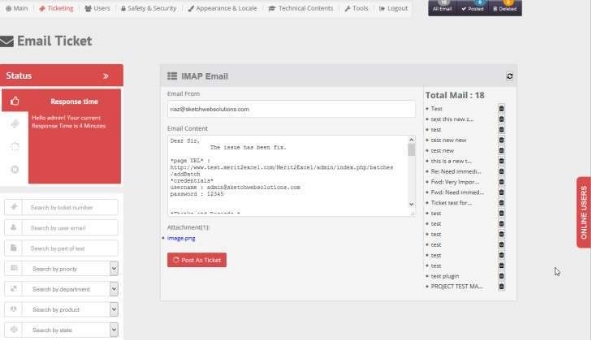 Main
Ticketing
Users
Safety & Security
Appearance & Locale
Technical Contents
Tools
Logout
All Email
Posted
Deleted
Email Ticket
Status »
Response time
Hello admin! Your current
Response Time is 4 Minutes
Search by ticket number
Search by user email
Search by part of text
Search by priority
Search by department
Search by product
Search by state
IMAP Email
Email From
riaz@sketchwebsolutions.com
Email Content
Dear Sir,
The issue has been fix.
*page URL* :
http://www.test.merit2excel.com/Merit2Excel/admin/index.php/batches
/addBatch
*credentials*
username : admin@sketchwebsolutions.com
password : 12345
Attachment(1):
image.png
Post As Ticket
Total Mail : 18
Test
test this new z...
test
test new new
test new
this is a new t...
Re: Need immedi...
Fwd: Very Impor...
Fwd: Need immed...
Ticket test for...
test
test
test
test
test
test
test plugin
PROJECT TEST MA...
ONLINE USERS